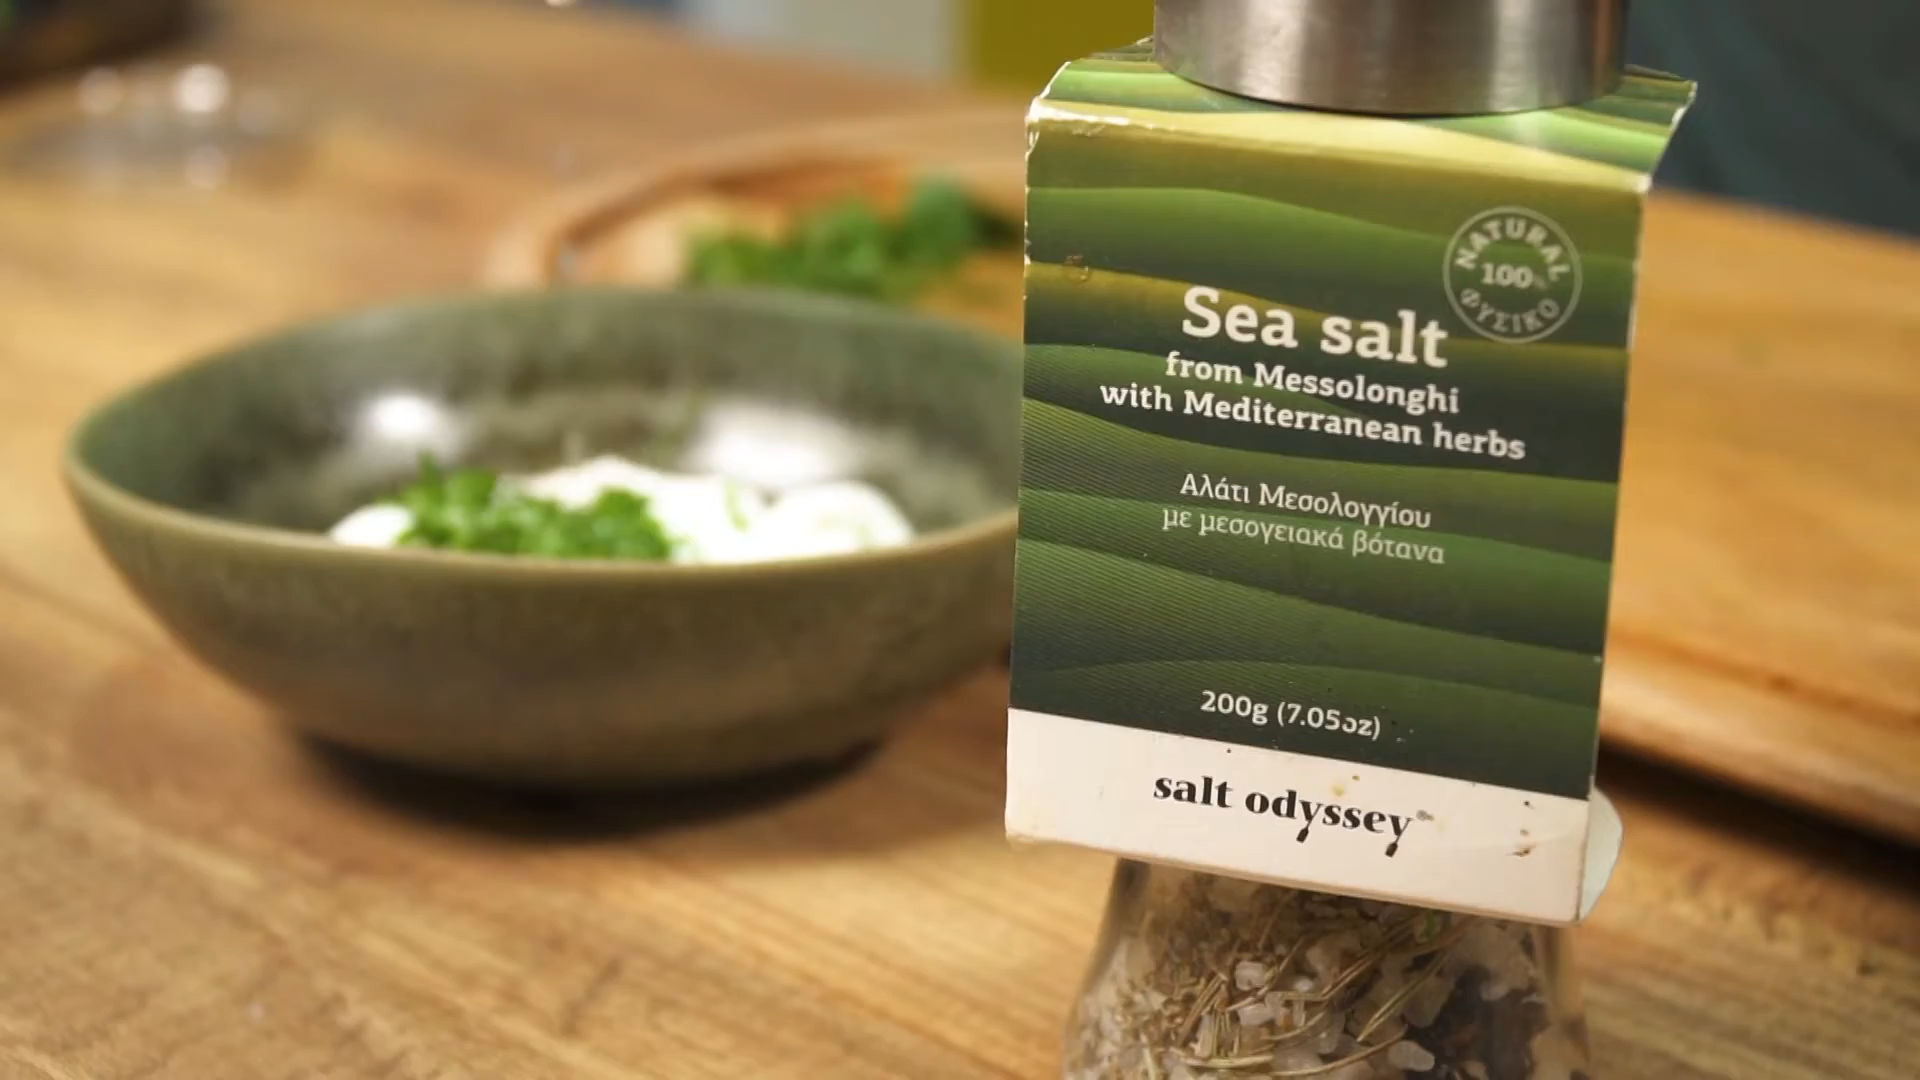 NATURAL
100%
ΦΥΣΙΚΟ
Sea salt
from Messolonghi
with Mediterranean herbs
Αλάτι Μεσολογγίου
με μεσογειακά βότανα
200g (7.05oz)
salt odyssey®